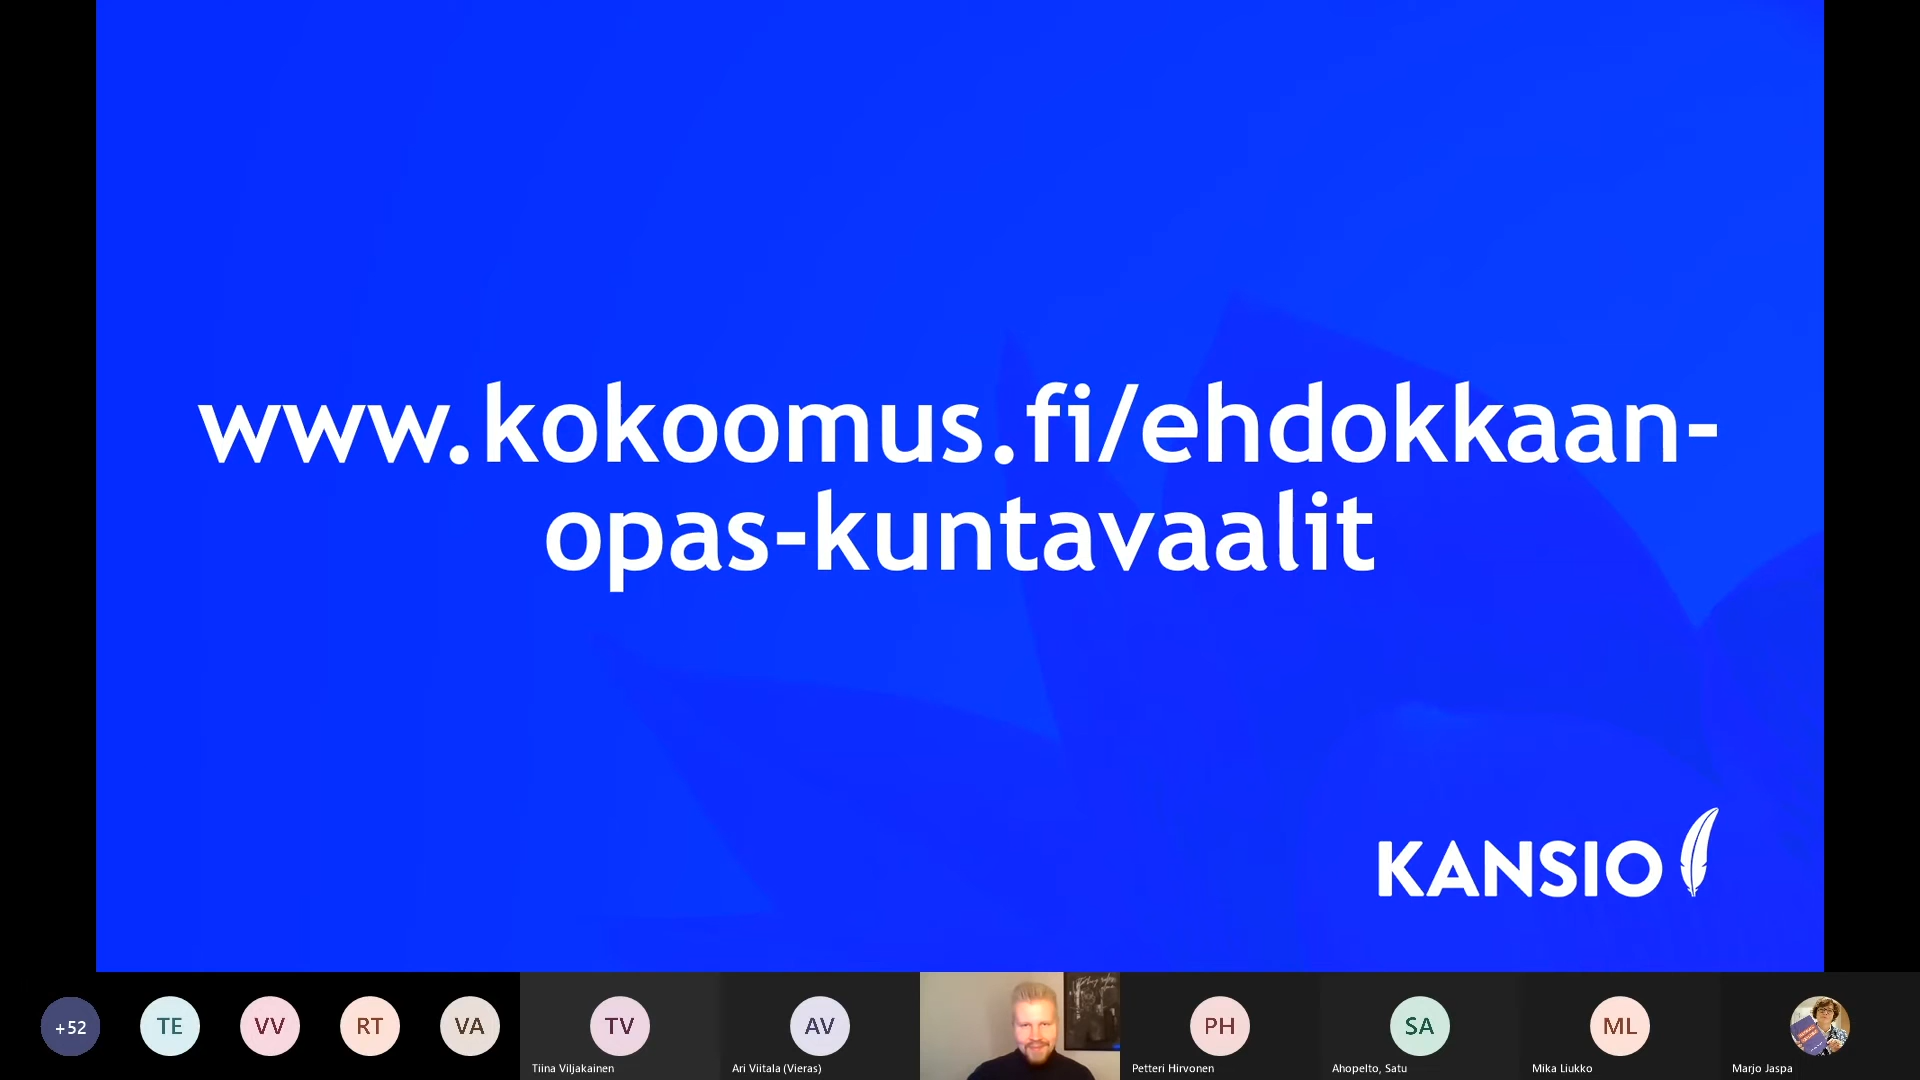 www.kokoomus.fi/ehdokkaan-
opas-kuntavaalit
KANSIO
+52
TE
VV
RT
VA
TV
AV
PH
SA
ML
Tiina Viljakainen
Ari Viitala (Vieras)
Petteri Hirvonen
Ahopelto, Satu
Mika Liukko
Marjo Jaspa